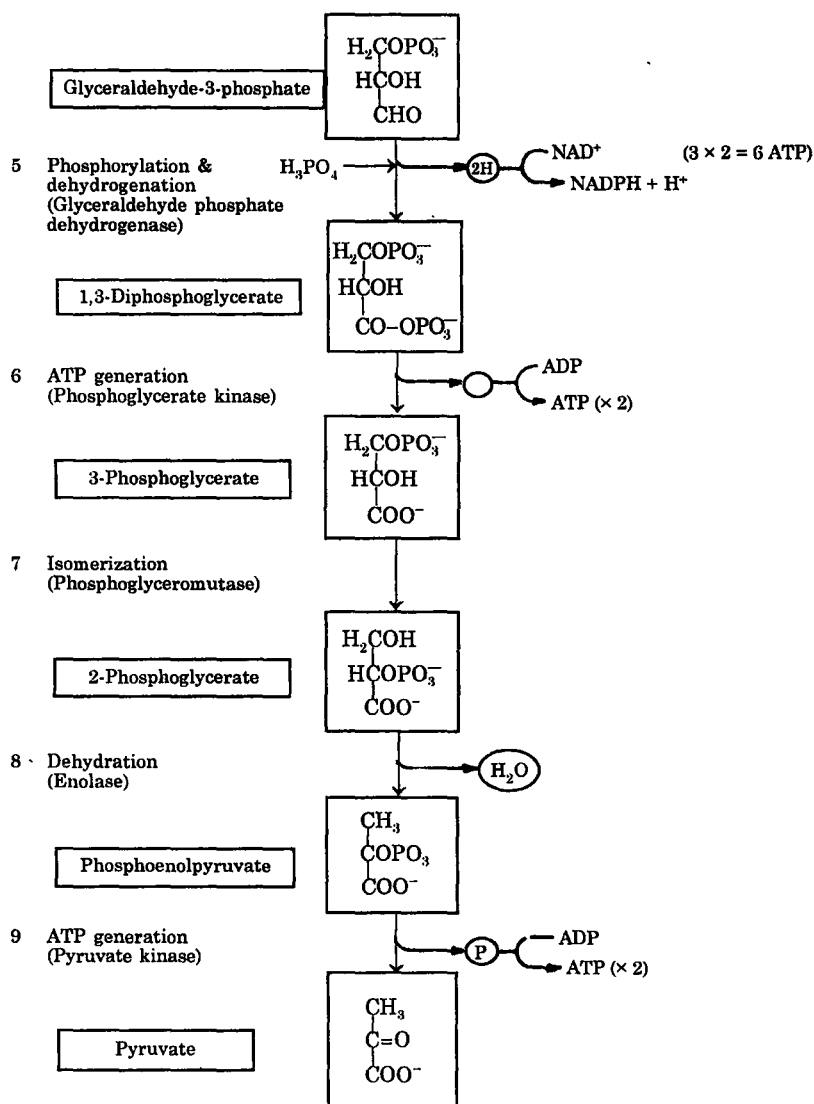 H₂COPO₃⁻
Glyceraldehyde-3-phosphate
HCOH
CHO
5 Phosphorylation & dehydrogenation (Glyceraldehyde phosphate dehydrogenase)
H₃PO₄
2H
NAD⁺
(3 × 2 = 6 ATP)
NADPH + H⁺
H₂COPO₃⁻
1,3-Diphosphoglycerate
HCOH
CO–OPO₃⁻
6 ATP generation
(Phosphoglycerate kinase)
ADP
ATP (× 2)
H₂COPO₃⁻
3-Phosphoglycerate
HCOH
COO⁻
7 Isomerization
(Phosphoglyceromutase)
H₂COH
2-Phosphoglycerate
HCOPO₃⁻
COO⁻
8 Dehydration
(Enolase)
H₂O
CH₃
Phosphoenolpyruvate
COPO₃
COO⁻
9 ATP generation
(Pyruvate kinase)
P
ADP
ATP (× 2)
CH₃
Pyruvate
C=O
COO⁻